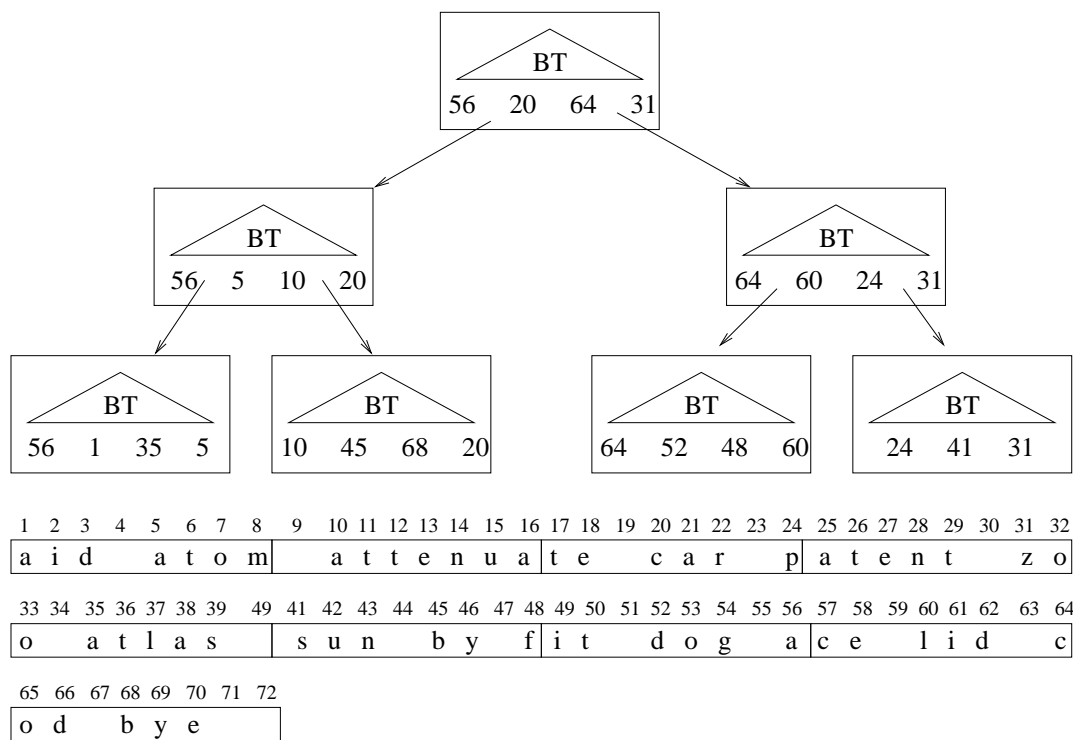 BT
56 20 64 31
BT
56 5 10 20
BT
64 60 24 31
BT
56 1 35 5
BT
10 45 68 20
BT
64 52 48 60
BT
24 41 31
1 2 3 4 5 6 7 8 9 10 11 12 13 14 15 16 17 18 19 20 21 22 23 24 25 26 27 28 29 30 31 32
a i d a t o m a t t e n u a t e c a r p a t e n t z o
33 34 35 36 37 38 39 49 41 42 43 44 45 46 47 48 49 50 51 52 53 54 55 56 57 58 59 60 61 62 63 64
o a t l a s s u n b y f i t d o g a c e l i d c
65 66 67 68 69 70 71 72
o d b y e